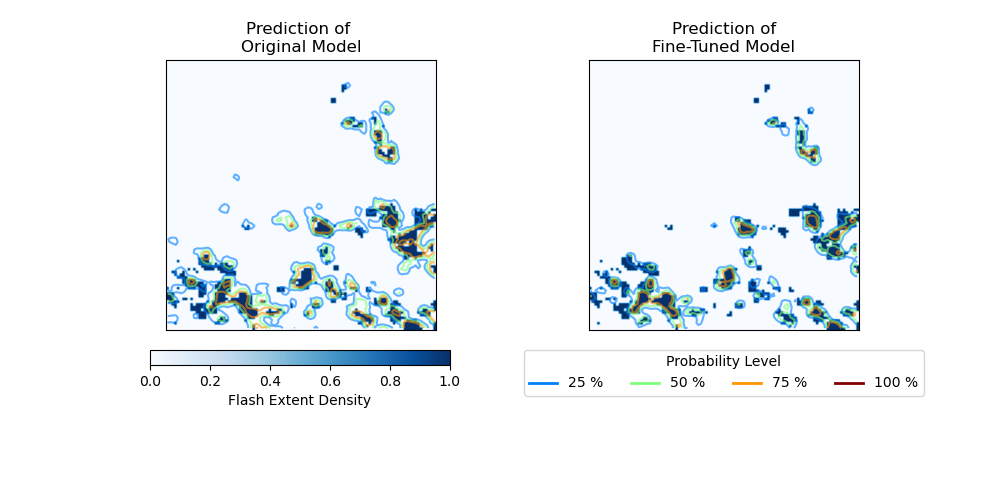 Prediction of
Original Model
Prediction of
Fine-Tuned Model
0.0 0.2 0.4 0.6 0.8 1.0
Flash Extent Density
Probability Level
25 % 50 % 75 % 100 %